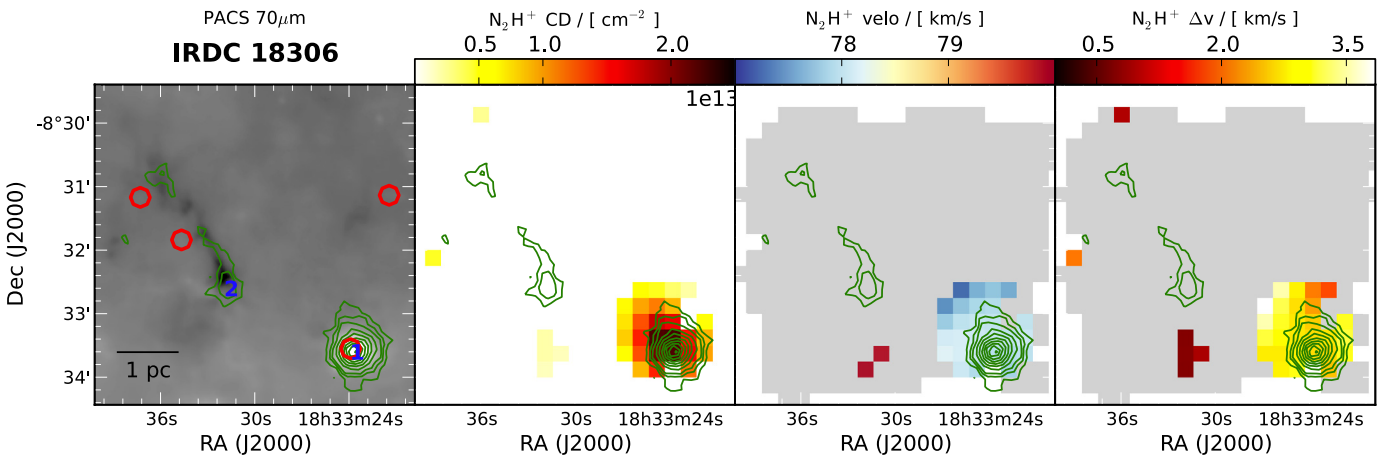 PACS 70μm
IRDC 18306
N₂H⁺ CD / [ cm⁻² ]
0.5 1.0 2.0
1e13
N₂H⁺ velo / [ km/s ]
78 79
N₂H⁺ Δv / [ km/s ]
0.5 2.0 3.5
Dec (J2000)
-8°30'
31'
32'
33'
34'
2
1
1 pc
36s 30s 18h33m24s
RA (J2000)
36s 30s 18h33m24s
RA (J2000)
36s 30s 18h33m24s
RA (J2000)
36s 30s 18h33m24s
RA (J2000)